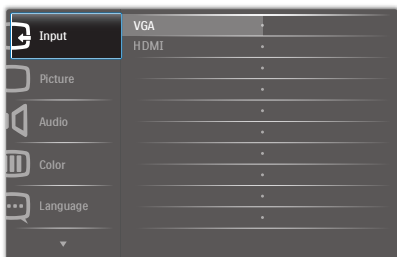 Input
VGA
HDMI
Picture
Audio
Color
Language